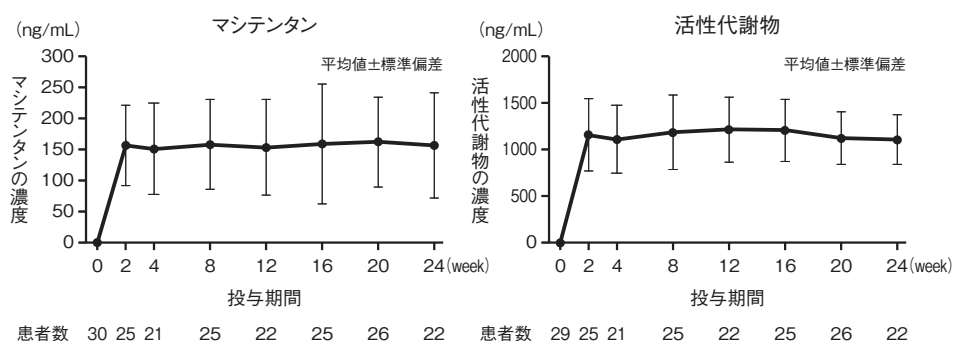 マシテンタン
(ng/mL)
平均値±標準偏差
マシテンタンの濃度
300
250
200
150
100
50
0
0 2 4 8 12 16 20 24 (week)
投与期間
患者数 30 25 21 25 22 25 26 22
活性代謝物
(ng/mL)
平均値±標準偏差
活性代謝物の濃度
2000
1500
1000
500
0
0 2 4 8 12 16 20 24 (week)
投与期間
患者数 29 25 21 25 22 25 26 22